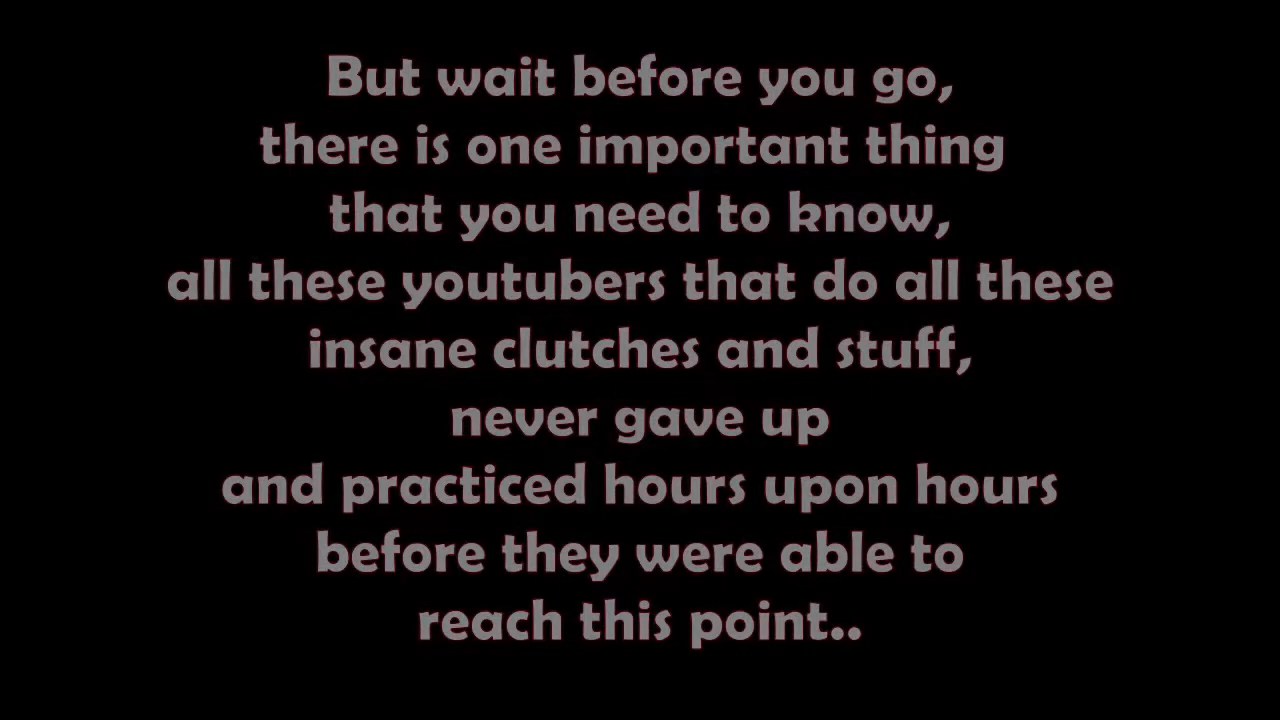 But wait before you go,
there is one important thing
that you need to know,
all these youtubers that do all these
insane clutches and stuff,
never gave up
and practiced hours upon hours
before they were able to
reach this point..